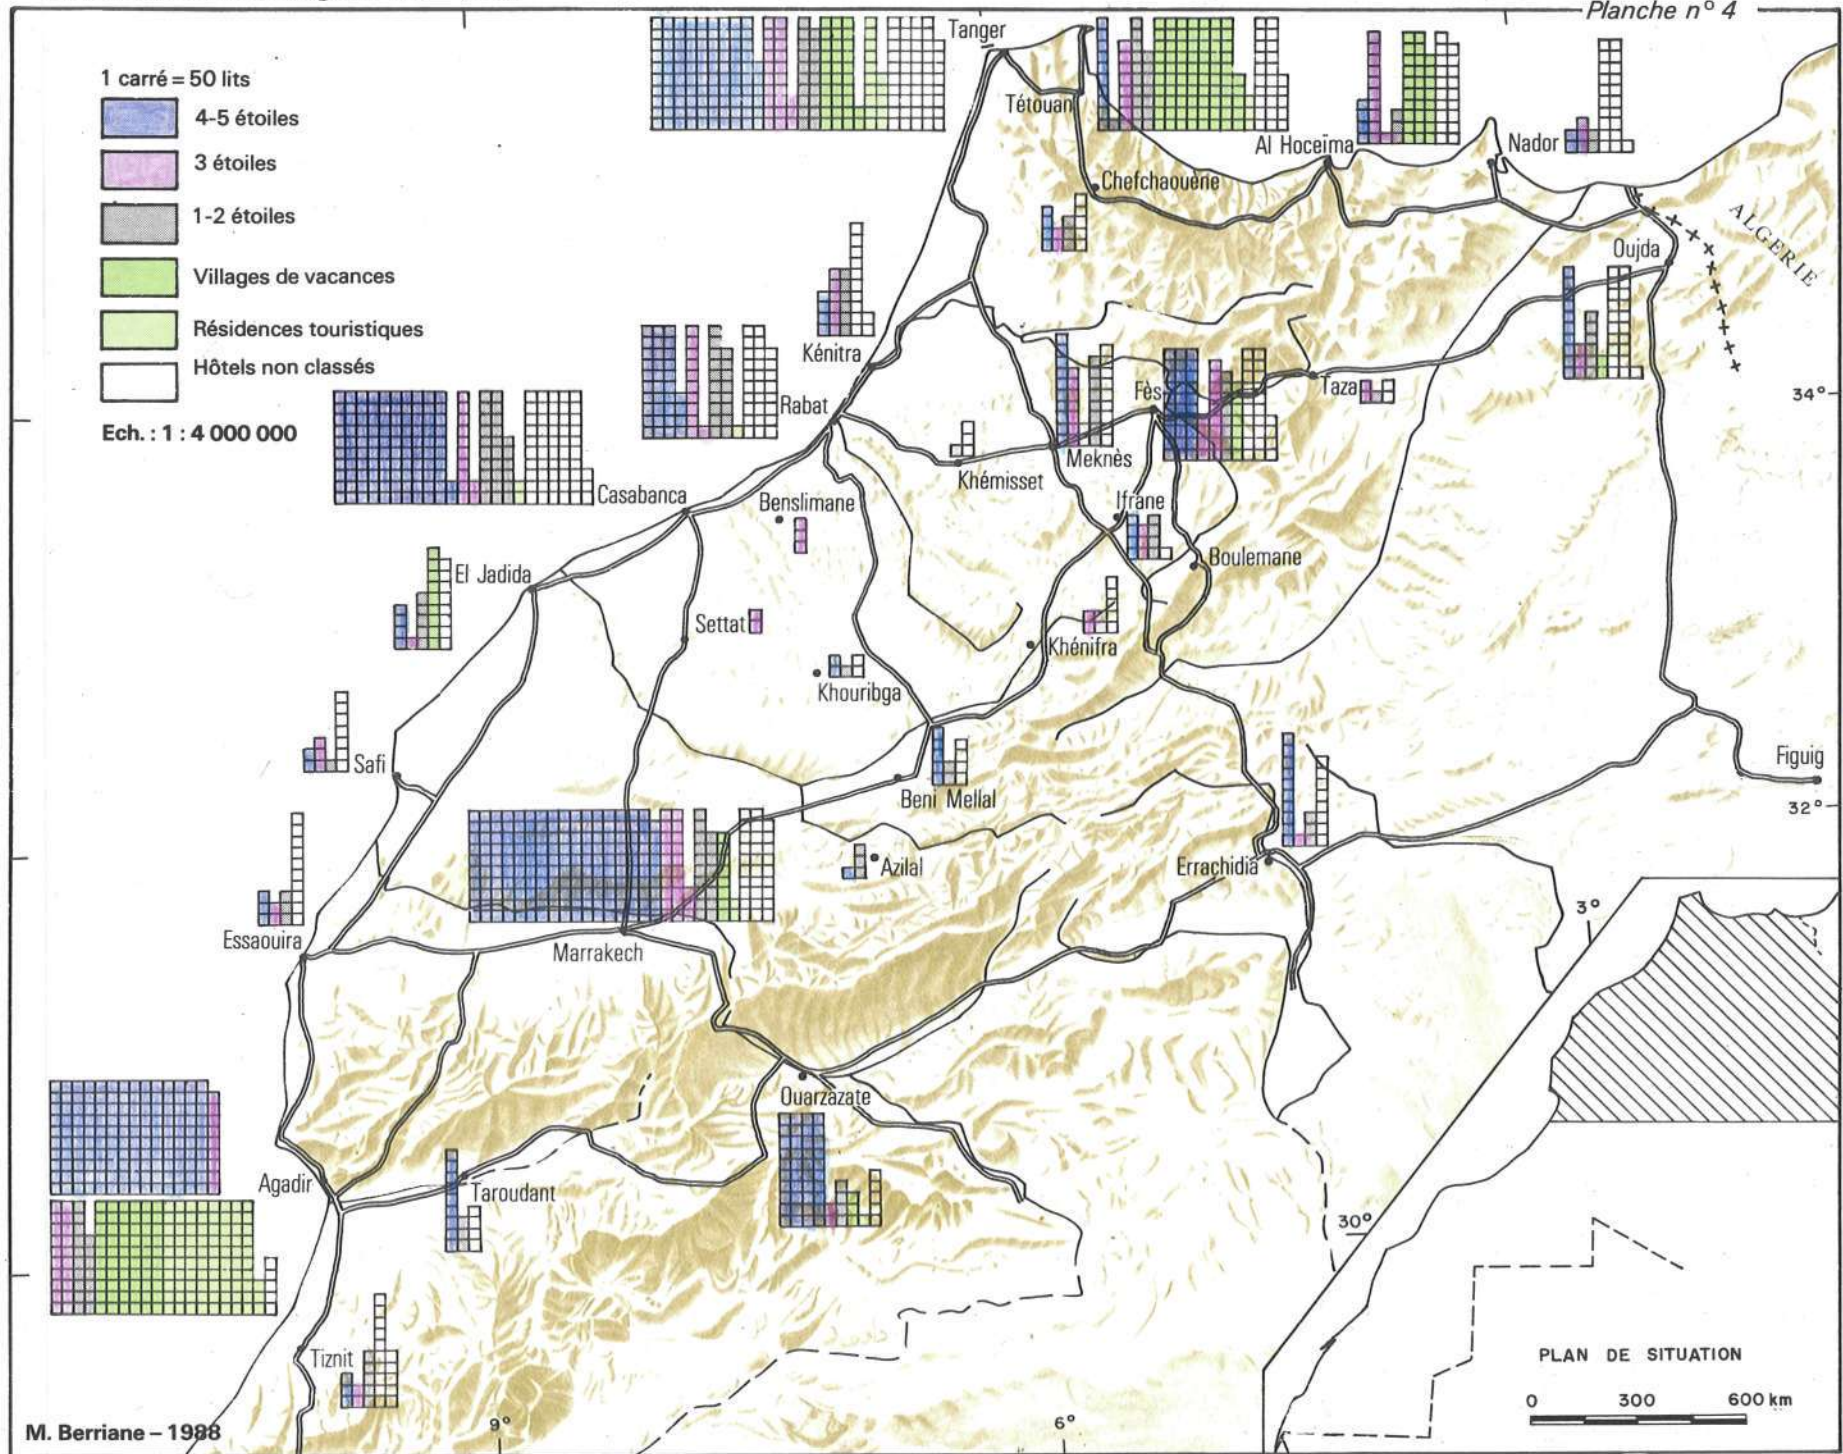 Planche n° 4
1 carré = 50 lits
4-5 étoiles
3 étoiles
1-2 étoiles
Villages de vacances
Résidences touristiques
Hôtels non classés
Ech. : 1 : 4 000 000
Tanger
Tétouan
Al Hoceïma
Nador
Chefchaouene
ALGERIE
Oujda
Kénitra
Rabat
Fès
Taza
34°
Meknès
Khémisset
Casabanca
Benslimane
Ifrane
Boulemane
El Jadida
Settat
Khénifra
Khouribga
Safi
Beni Mellal
Figuig
32°
Azilal
Errachidia
Essaouira
Marrakech
3°
Ouarzazate
Agadir
Taroudant
30°
Tiznit
PLAN DE SITUATION
0 300 600 km
9°
6°
M. Berriane – 1988